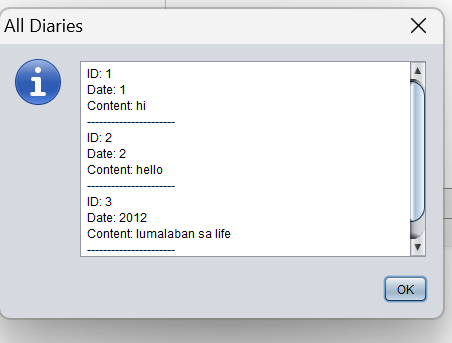 All Diaries
ID: 1
Date: 1
Content: hi
----------------------
ID: 2
Date: 2
Content: hello
----------------------
ID: 3
Date: 2012
Content: lumalaban sa life
----------------------
OK